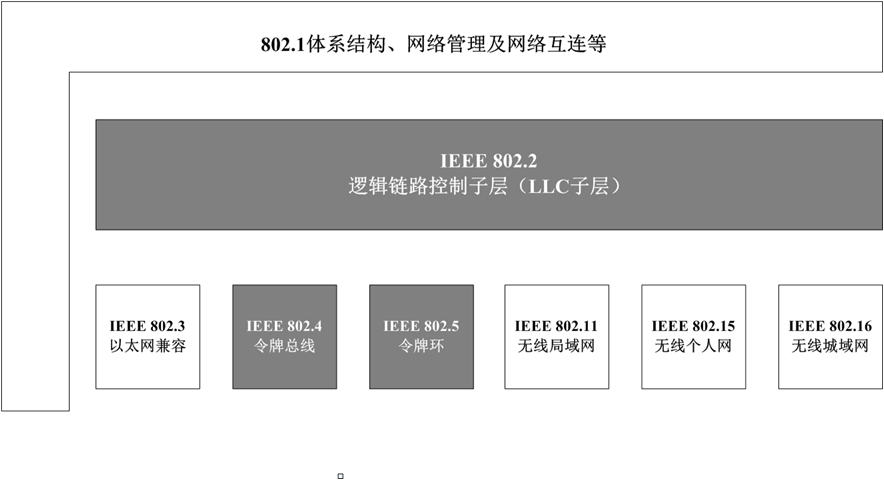 802.1体系结构、网络管理及网络互连等
IEEE 802.2
逻辑链路控制子层（LLC子层）
IEEE 802.3
以太网兼容
IEEE 802.4
令牌总线
IEEE 802.5
令牌环
IEEE 802.11
无线局域网
IEEE 802.15
无线个人网
IEEE 802.16
无线城域网